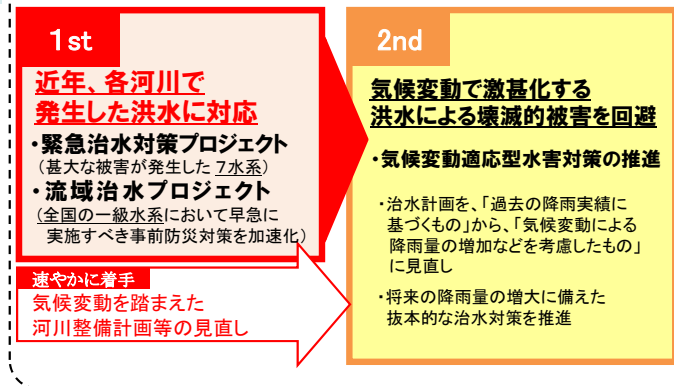 1st
近年、各河川で
発生した洪水に対応
・緊急治水対策プロジェクト
（甚大な被害が発生した 7水系）
・流域治水プロジェクト
（全国の一級水系において早急に
実施すべき事前防災対策を加速化）
速やかに着手
気候変動を踏まえた
河川整備計画等の見直し
2nd
気候変動で激甚化する
洪水による壊滅的被害を回避
・気候変動適応型水害対策の推進
・治水計画を、「過去の降雨実績に
基づくもの」から、「気候変動による
降雨量の増加などを考慮したもの」
に見直し
・将来の降雨量の増大に備えた
抜本的な治水対策を推進